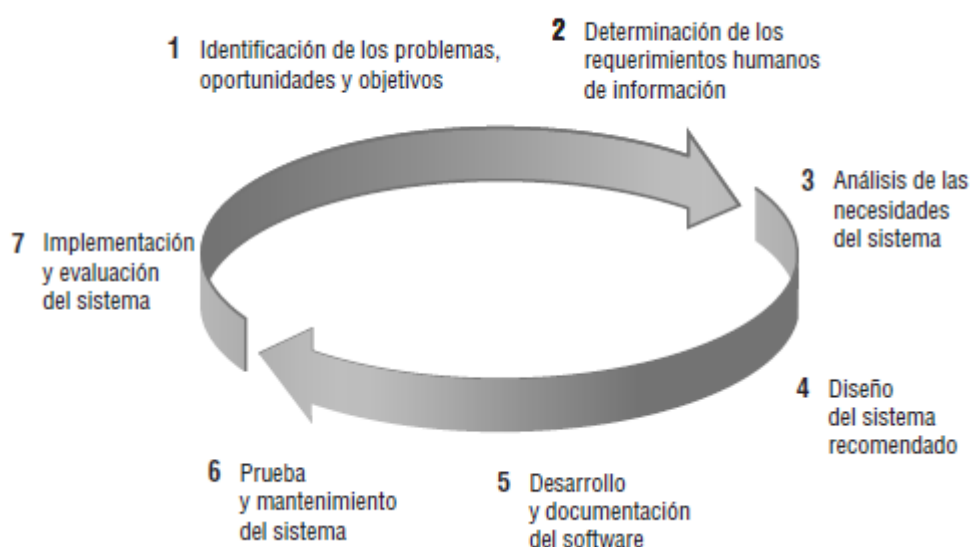 1 Identificación de los problemas,
oportunidades y objetivos
2 Determinación de los
requerimientos humanos
de información
3 Análisis de las
necesidades
del sistema
4 Diseño
del sistema
recomendado
5 Desarrollo
y documentación
del software
6 Prueba
y mantenimiento
del sistema
7 Implementación
y evaluación
del sistema